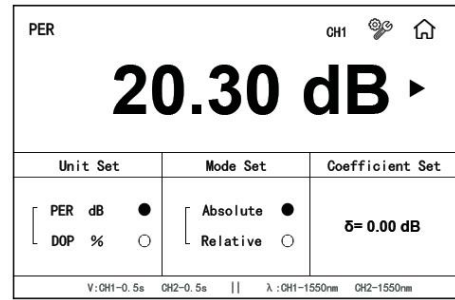 PER CH1
20.30 dB
Unit Set Mode Set Coefficient Set
PER dB Absolute
δ= 0.00 dB
DOP % Relative
V:CH1-0.5s CH2-0.5s || λ:CH1-1550nm CH2-1550nm